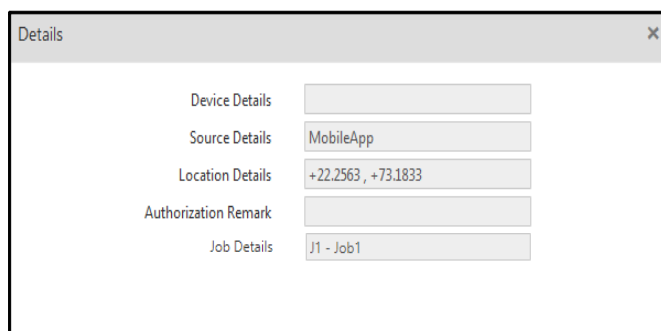 Details ×
Device Details
Source Details MobileApp
Location Details +22.2563 , +73.1833
Authorization Remark
Job Details J1 - Job1